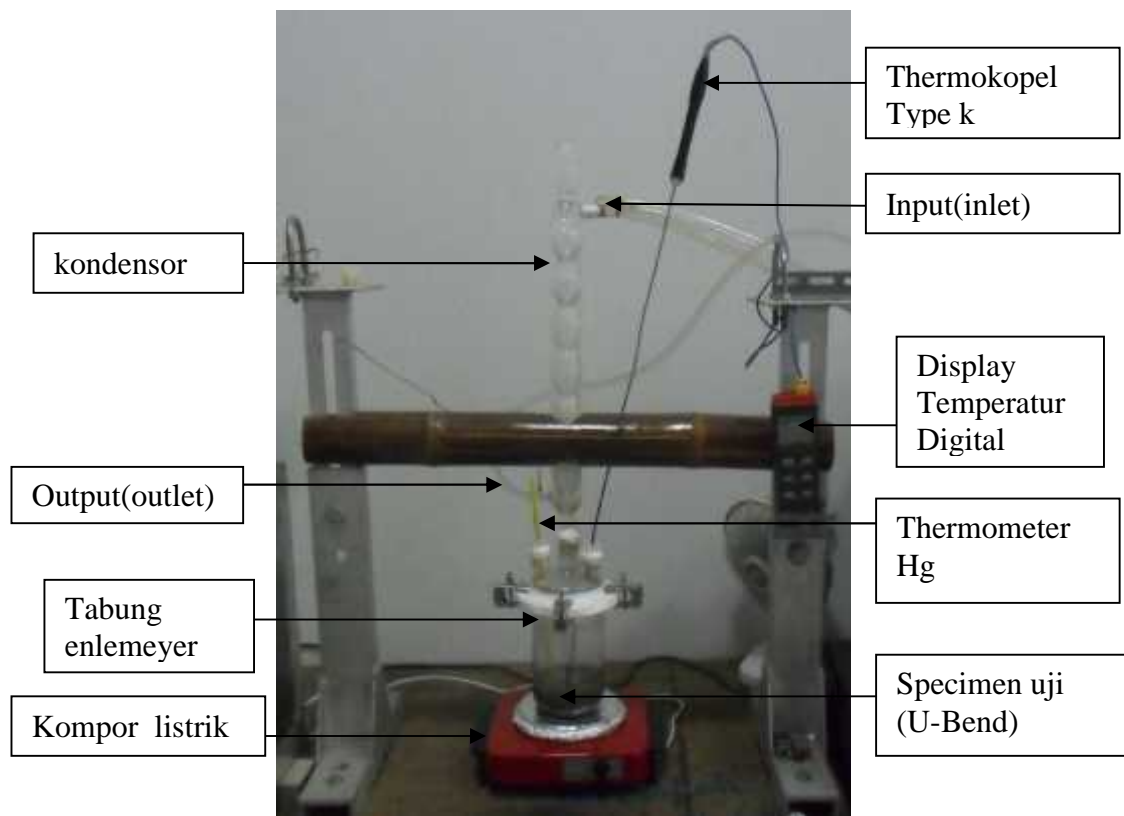 Thermokopel
Type k
Input(inlet)
kondensor
Display
Temperatur
Digital
Output(outlet)
Thermometer
Hg
Tabung
enlemeyer
Specimen uji
(U-Bend)
Kompor listrik